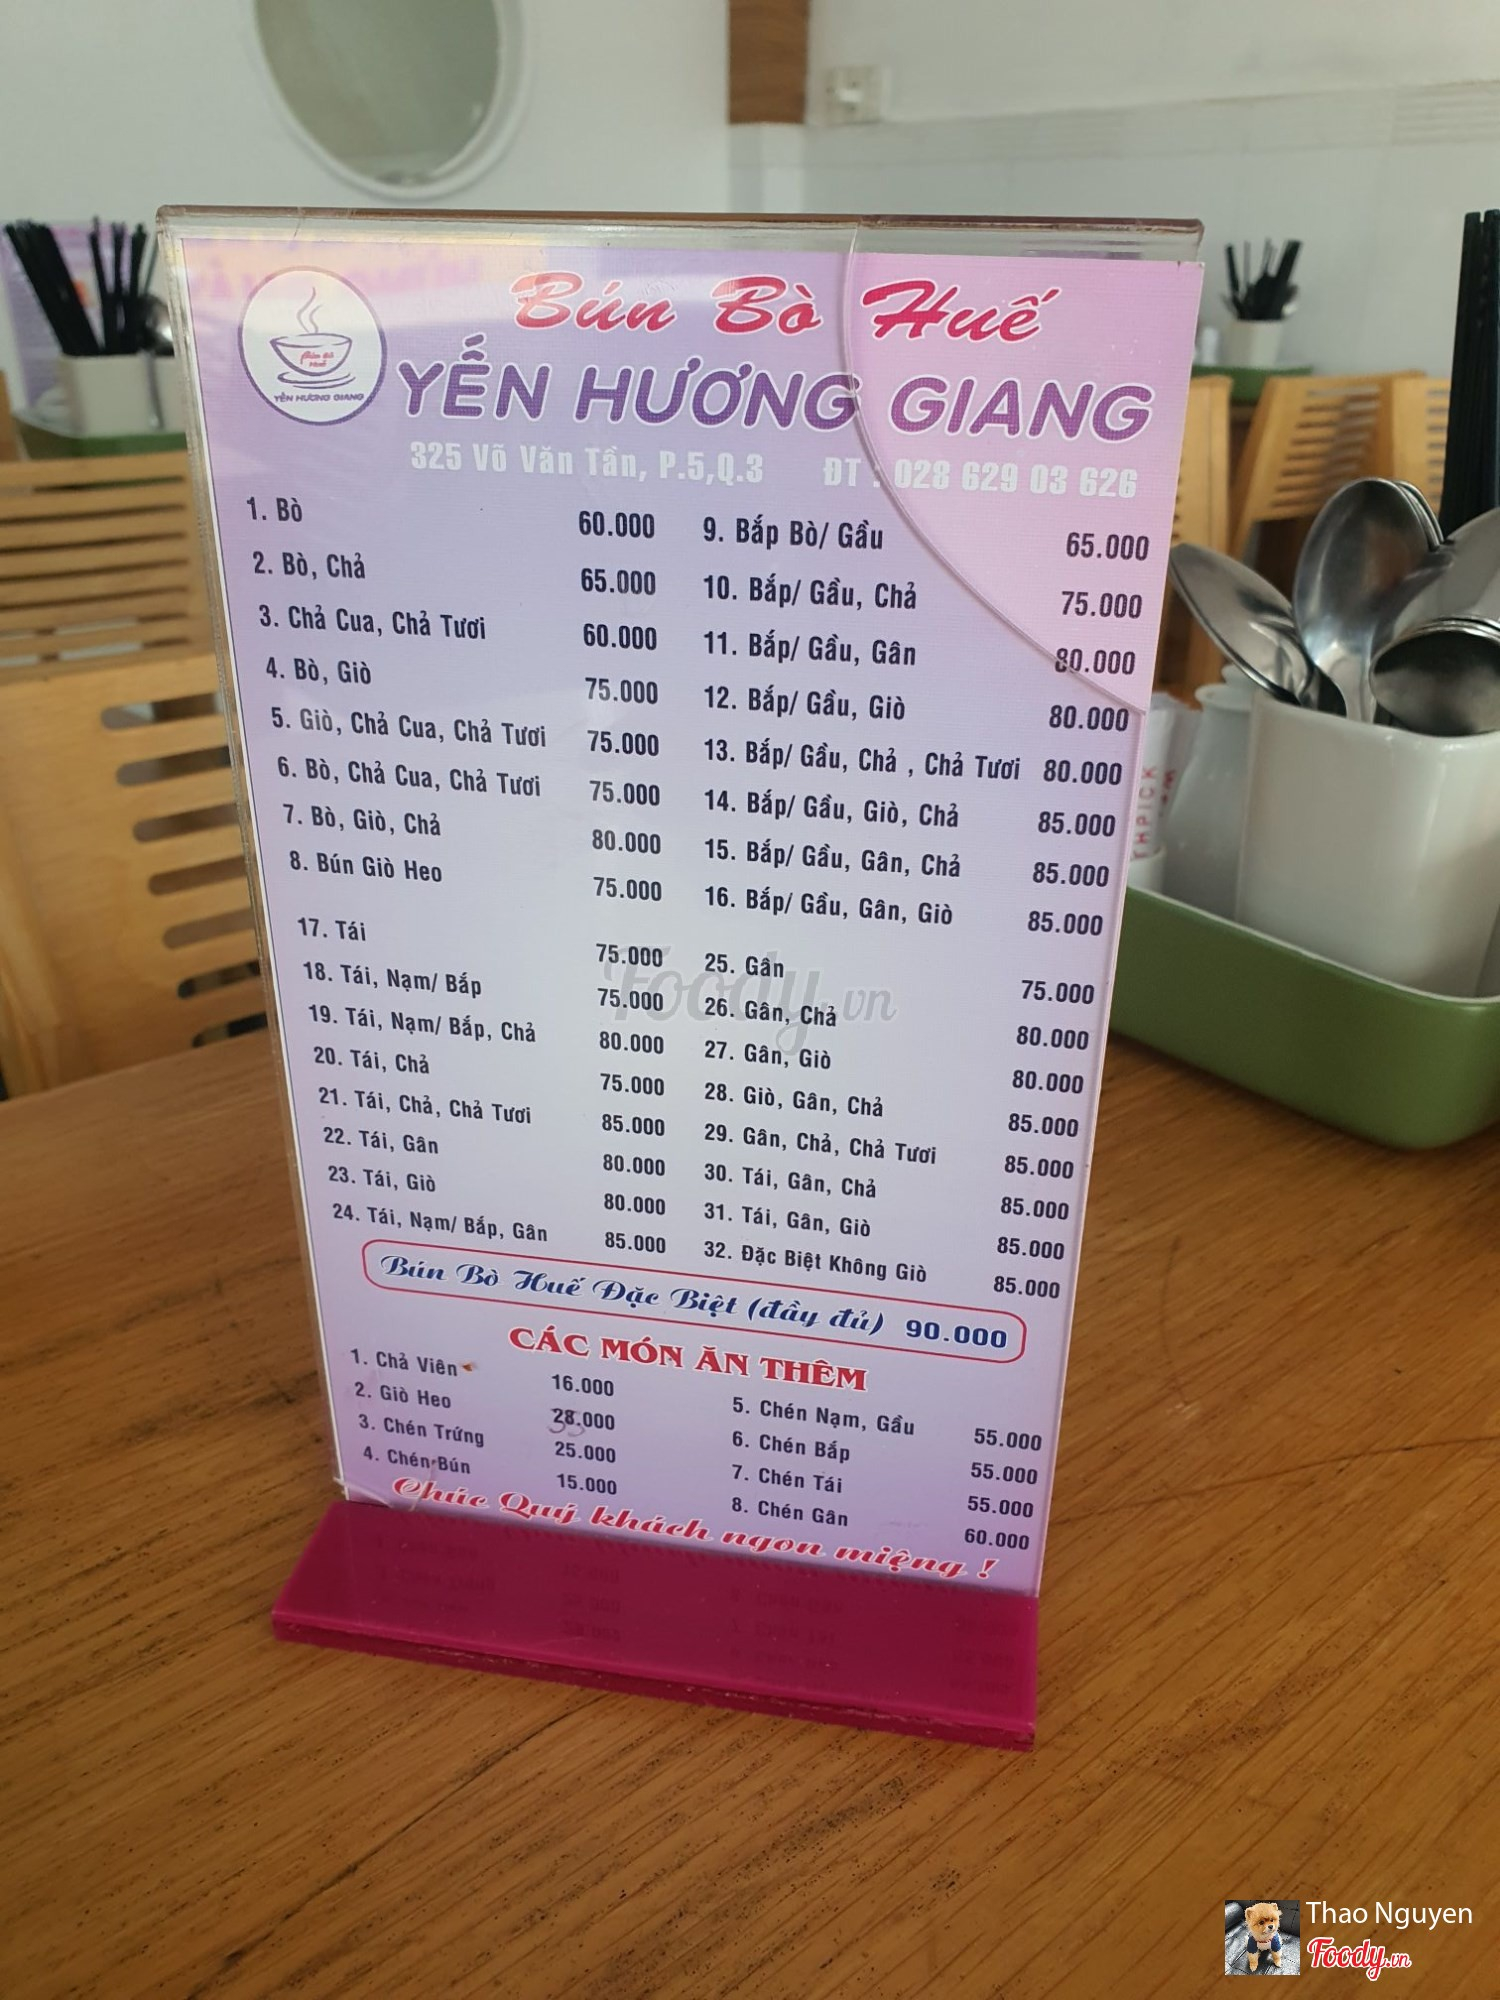 Bún Bò Huế
YẾN HƯƠNG GIANG
Bún Bò Huế
YẾN HƯƠNG GIANG
325 Võ Văn Tần, P.5,Q.3 ĐT : 028 629 03 626
1. Bò 60.000
2. Bò, Chả 65.000
3. Chả Cua, Chả Tươi 60.000
4. Bò, Giò 75.000
5. Giò, Chả Cua, Chả Tươi 75.000
6. Bò, Chả Cua, Chả Tươi 75.000
7. Bò, Giò, Chả 80.000
8. Bún Giò Heo 75.000
9. Bắp Bò/ Gầu 65.000
10. Bắp/ Gầu, Chả 75.000
11. Bắp/ Gầu, Gân 80.000
12. Bắp/ Gầu, Giò 80.000
13. Bắp/ Gầu, Chả , Chả Tươi 80.000
14. Bắp/ Gầu, Giò, Chả 85.000
15. Bắp/ Gầu, Gân, Chả 85.000
16. Bắp/ Gầu, Gân, Giò 85.000
17. Tái 75.000
18. Tái, Nạm/ Bắp 75.000
19. Tái, Nạm/ Bắp, Chả 80.000
20. Tái, Chả 75.000
21. Tái, Chả, Chả Tươi 85.000
22. Tái, Gân 80.000
23. Tái, Giò 80.000
24. Tái, Nạm/ Bắp, Gân 85.000
25. Gân 75.000
26. Gân, Chả 80.000
27. Gân, Giò 80.000
28. Giò, Gân, Chả 85.000
29. Gân, Chả, Chả Tươi 85.000
30. Tái, Gân, Chả 85.000
31. Tái, Gân, Giò 85.000
32. Đặc Biệt Không Giò 85.000
Bún Bò Huế Đặc Biệt (đầy đủ) 90.000
CÁC MÓN ĂN THÊM
1. Chả Viên 16.000
2. Giò Heo 28.000
35
3. Chén Trứng 25.000
4. Chén Bún 15.000
5. Chén Nạm, Gầu 55.000
6. Chén Bắp 55.000
7. Chén Tái 55.000
8. Chén Gân 60.000
Chúc Quý khách ngon miệng !
Foody.vn
Thao Nguyen
Foody.vn